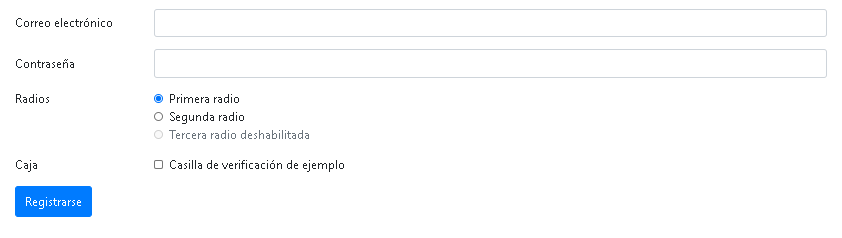 Correo electrónico
Contraseña
Radios
Primera radio
Segunda radio
Tercera radio deshabilitada
Caja
Casilla de verificación de ejemplo
Registrarse